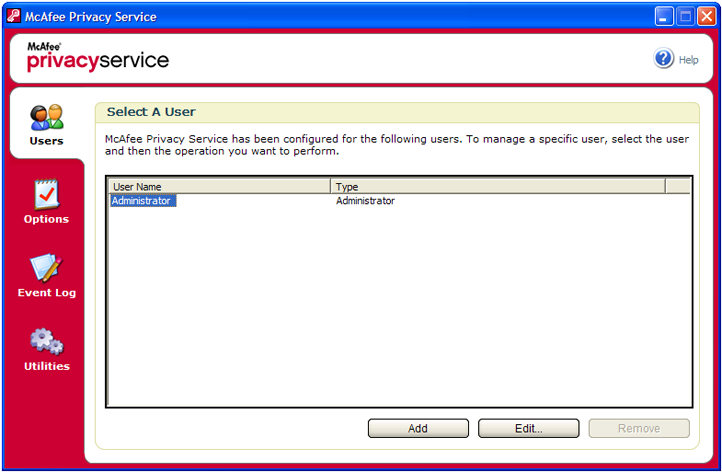 McAfee Privacy Service
McAfee®
privacyservice
Help
Users
Options
Event Log
Utilities
Select A User
McAfee Privacy Service has been configured for the following users. To manage a specific user, select the user
and then the operation you want to perform.
User Name Type
Administrator Administrator
Add Edit... Remove